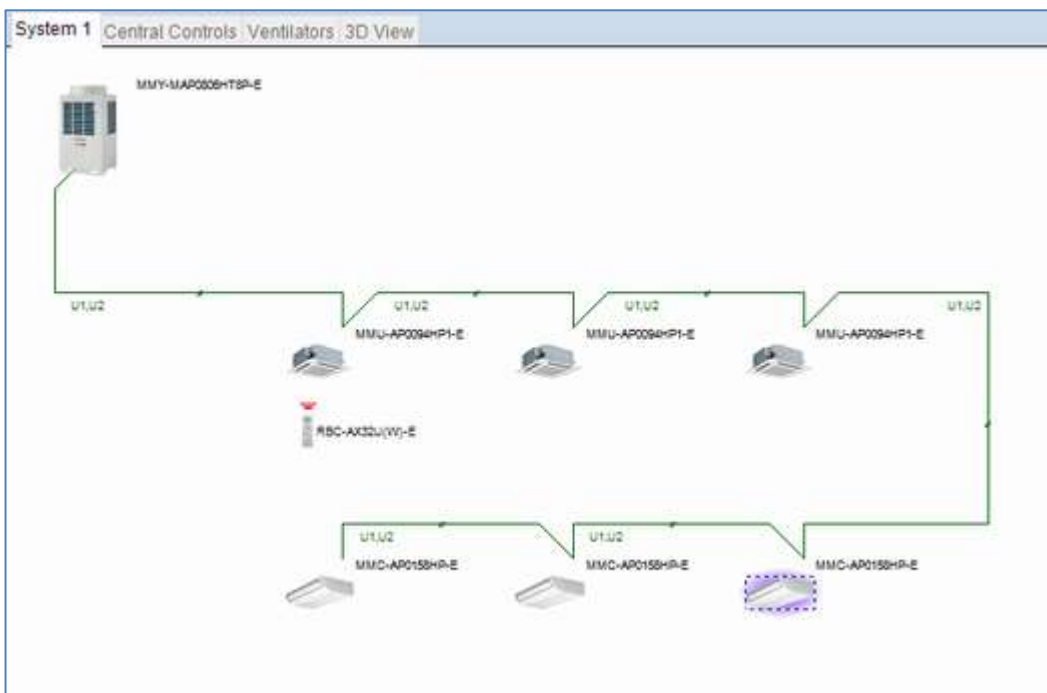 System 1 Central Controls Ventilators 3D View
MMY-MAP0806HT8P-E
U1,U2 U1,U2 U1,U2 U1,U2
MMU-AP0094HP1-E MMU-AP0094HP1-E MMU-AP0094HP1-E
RBC-AX32U(W)-E
U1,U2 U1,U2
MMC-AP0158HP-E MMC-AP0158HP-E MMC-AP0158HP-E